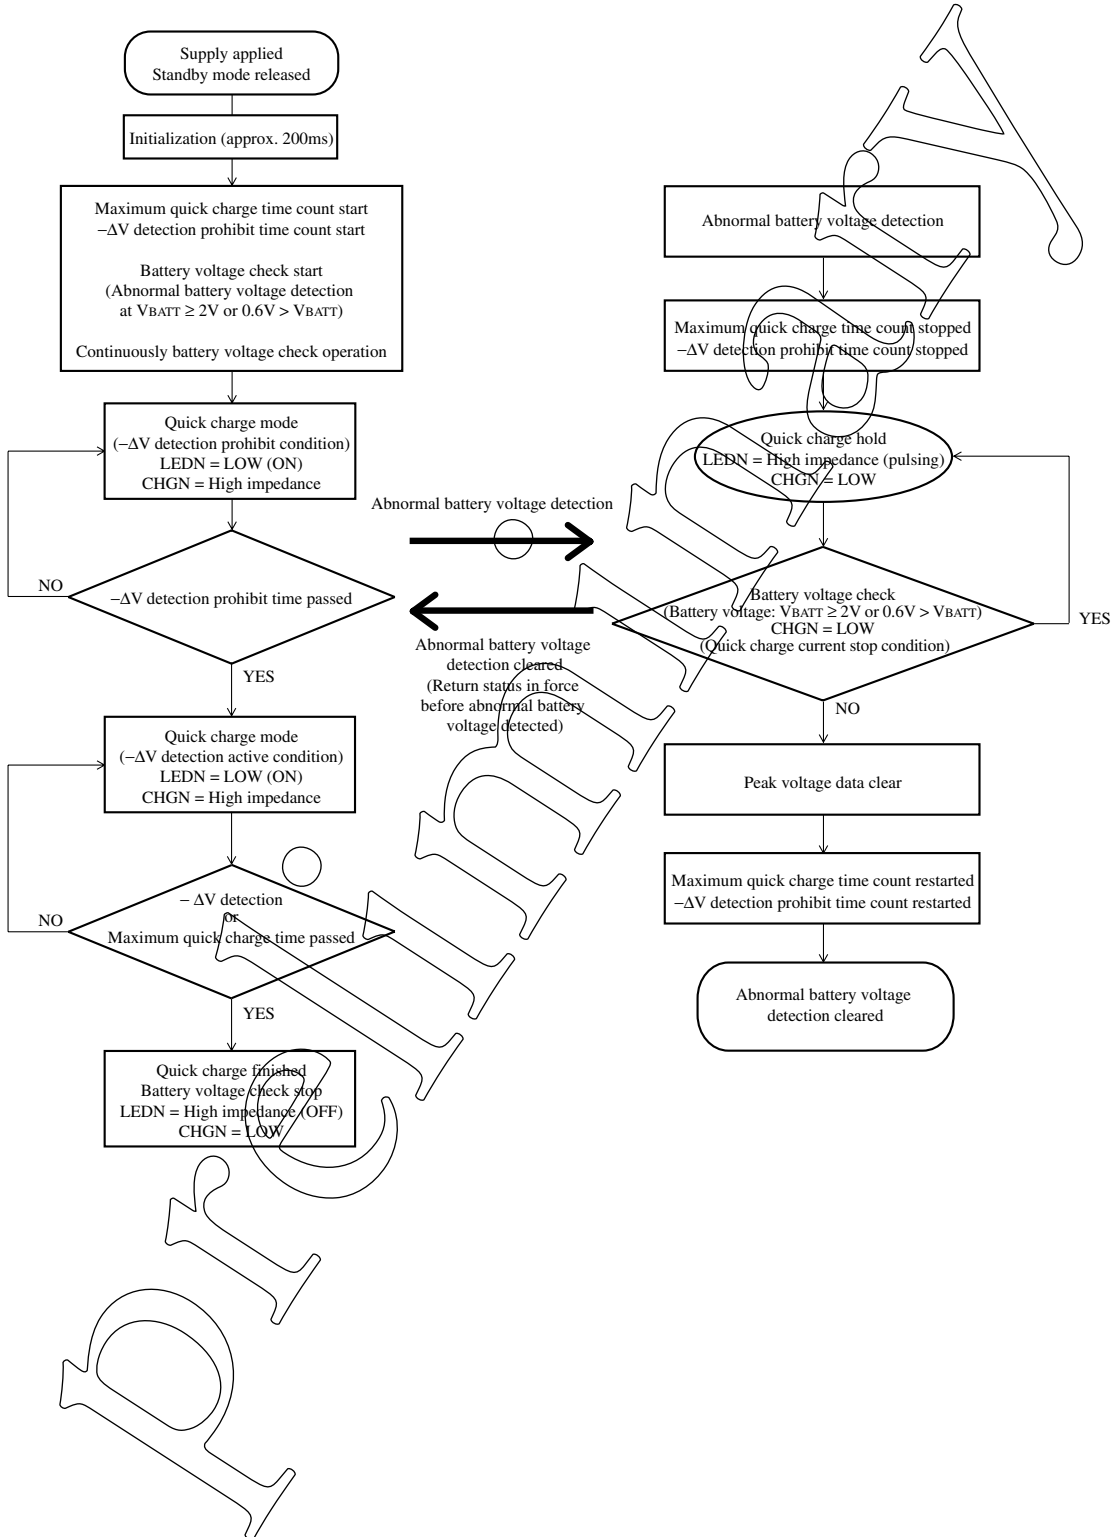 Supply applied
Standby mode released
Initialization (approx. 200ms)
Maximum quick charge time count start
−ΔV detection prohibit time count start
Battery voltage check start
(Abnormal battery voltage detection
at VBATT ≥ 2V or 0.6V > VBATT)
Continuously battery voltage check operation
Quick charge mode
(−ΔV detection prohibit condition)
LEDN = LOW (ON)
CHGN = High impedance
NO
−ΔV detection prohibit time passed
YES
Quick charge mode
(−ΔV detection active condition)
LEDN = LOW (ON)
CHGN = High impedance
NO
− ΔV detection
or
Maximum quick charge time passed
YES
Quick charge finished
Battery voltage check stop
LEDN = High impedance (OFF)
CHGN = LOW
Abnormal battery voltage detection
Abnormal battery voltage
detection cleared
(Return status in force
before abnormal battery
voltage detected)
Abnormal battery voltage detection
Maximum quick charge time count stopped
−ΔV detection prohibit time count stopped
Quick charge hold
LEDN = High impedance (pulsing)
CHGN = LOW
Battery voltage check
(Battery voltage: VBATT ≥ 2V or 0.6V > VBATT)
CHGN = LOW
(Quick charge current stop condition)
YES
NO
Peak voltage data clear
Maximum quick charge time count restarted
−ΔV detection prohibit time count restarted
Abnormal battery voltage
detection cleared
preliminary